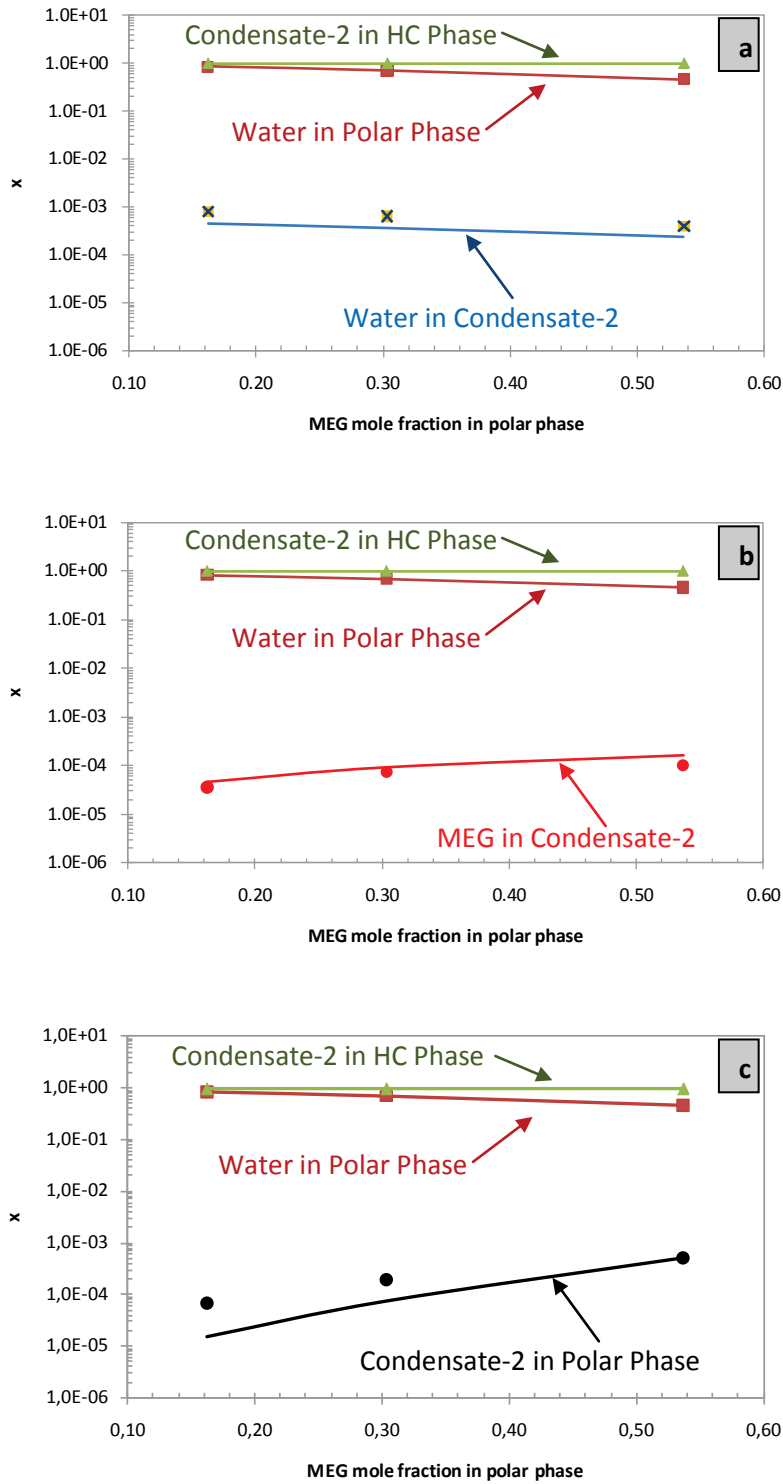 1.0E+01
Condensate-2 in HC Phase
a
1.0E+00
1.0E-01
Water in Polar Phase
1.0E-02
x
1.0E-03
1.0E-04
Water in Condensate-2
1.0E-05
1.0E-06
0.10 0.20 0.30 0.40 0.50 0.60
MEG mole fraction in polar phase
1.0E+01
Condensate-2 in HC Phase
b
1.0E+00
1.0E-01
Water in Polar Phase
1.0E-02
x
1.0E-03
1.0E-04
MEG in Condensate-2
1.0E-05
1.0E-06
0.10 0.20 0.30 0.40 0.50 0.60
MEG mole fraction in polar phase
1,0E+01
Condensate-2 in HC Phase
c
1,0E+00
1,0E-01
Water in Polar Phase
1,0E-02
x
1,0E-03
1,0E-04
Condensate-2 in Polar Phase
1,0E-05
1,0E-06
0,10 0,20 0,30 0,40 0,50 0,60
MEG mole fraction in polar phase